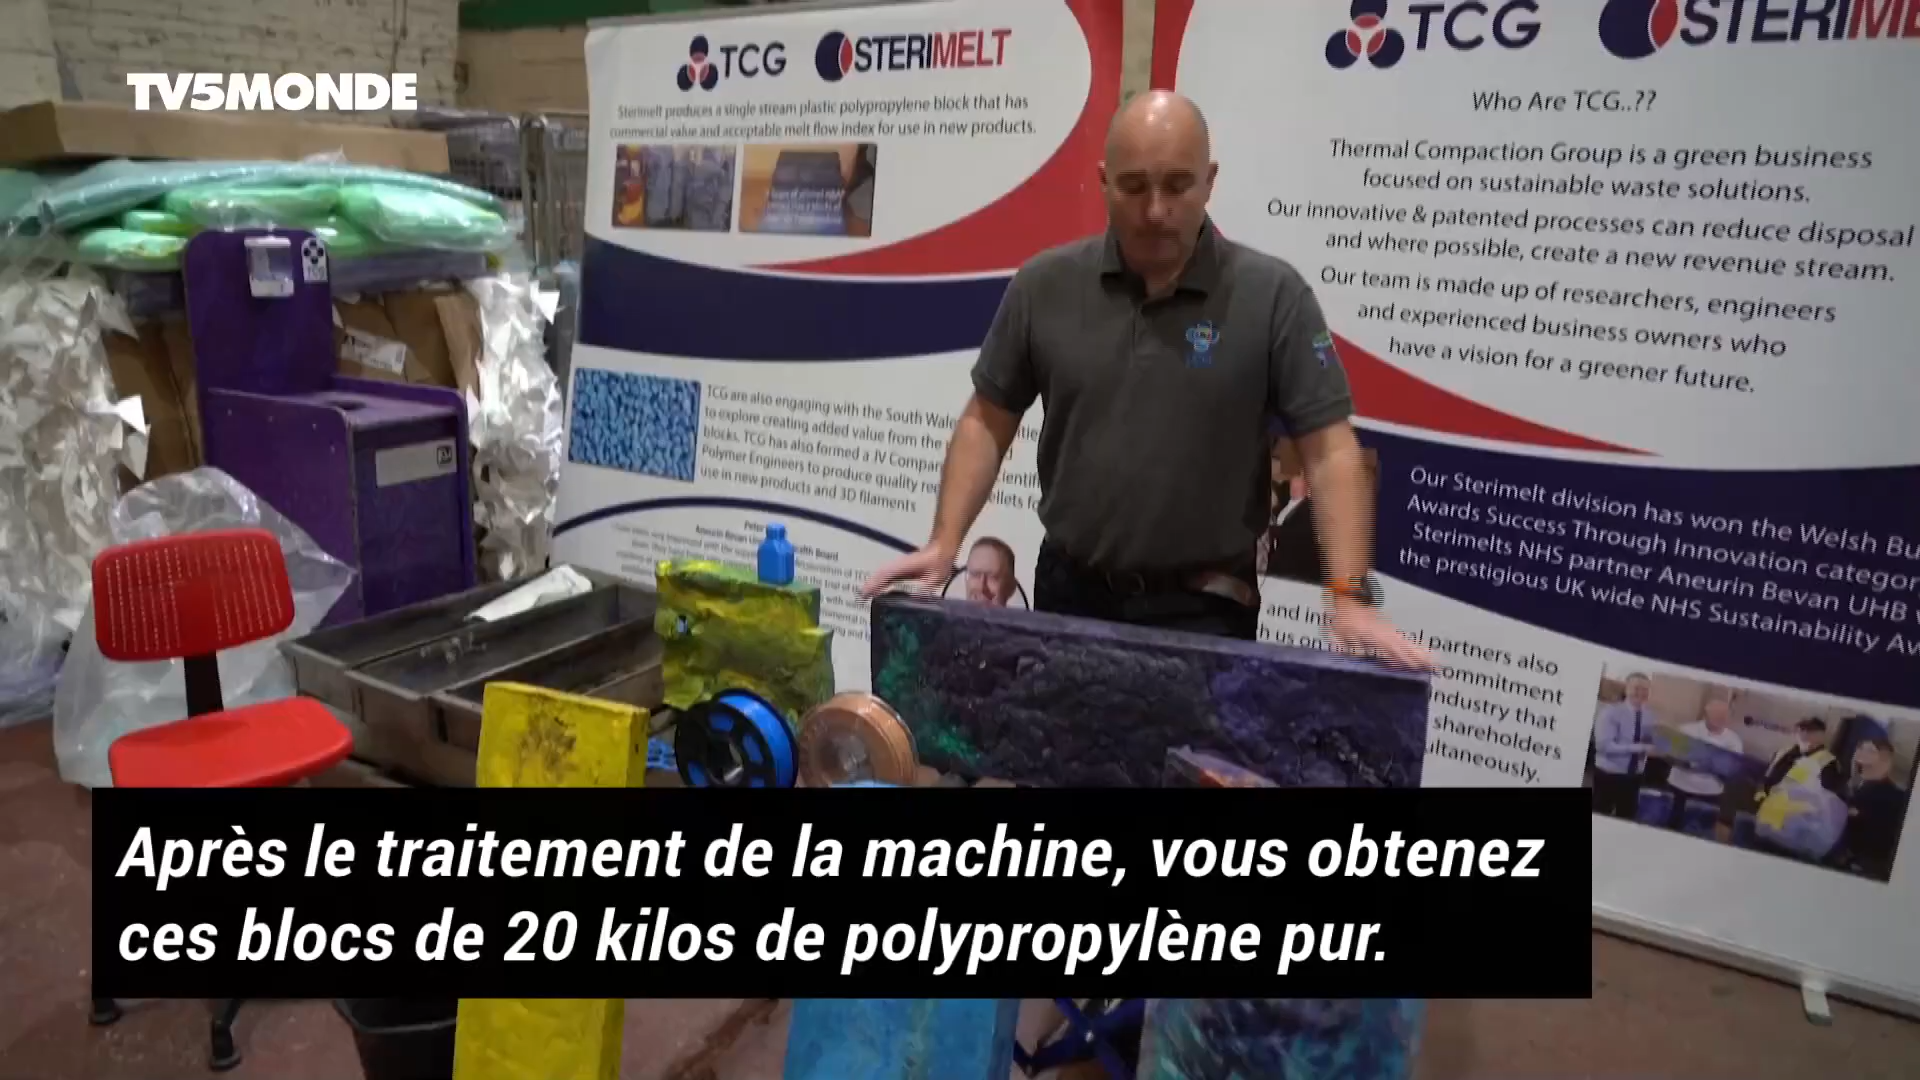 TV5MONDE
TCG STERIMELT
Sterimelt produces a single stream plastic polypropylene block that has
commercial value and acceptable melt flow index for use in new products.
TCG are also engaging with the South
to explore creating added value from the
blocks, TCG has also formed a JV
Polymer Engineers to produce quality
use in new products and 3D filaments
TCG
Who Are TCG..??
Thermal Compaction Group is a green business
focused on sustainable waste solutions.
Our innovative & patented processes can reduce disposal
and where possible, create a new revenue stream.
Our team is made up of researchers, engineers
and experienced business owners who
have a vision for a greener future.
Our Sterimelt division has won the Welsh
Awards Success Through Innovation
Sterimelts NHS partner Aneurin Bevan UHB
the prestigious UK wide NHS Sustainability
and
partners also
commitment
industry that
shareholders
Après le traitement de la machine, vous obtenez
ces blocs de 20 kilos de polypropylène pur.